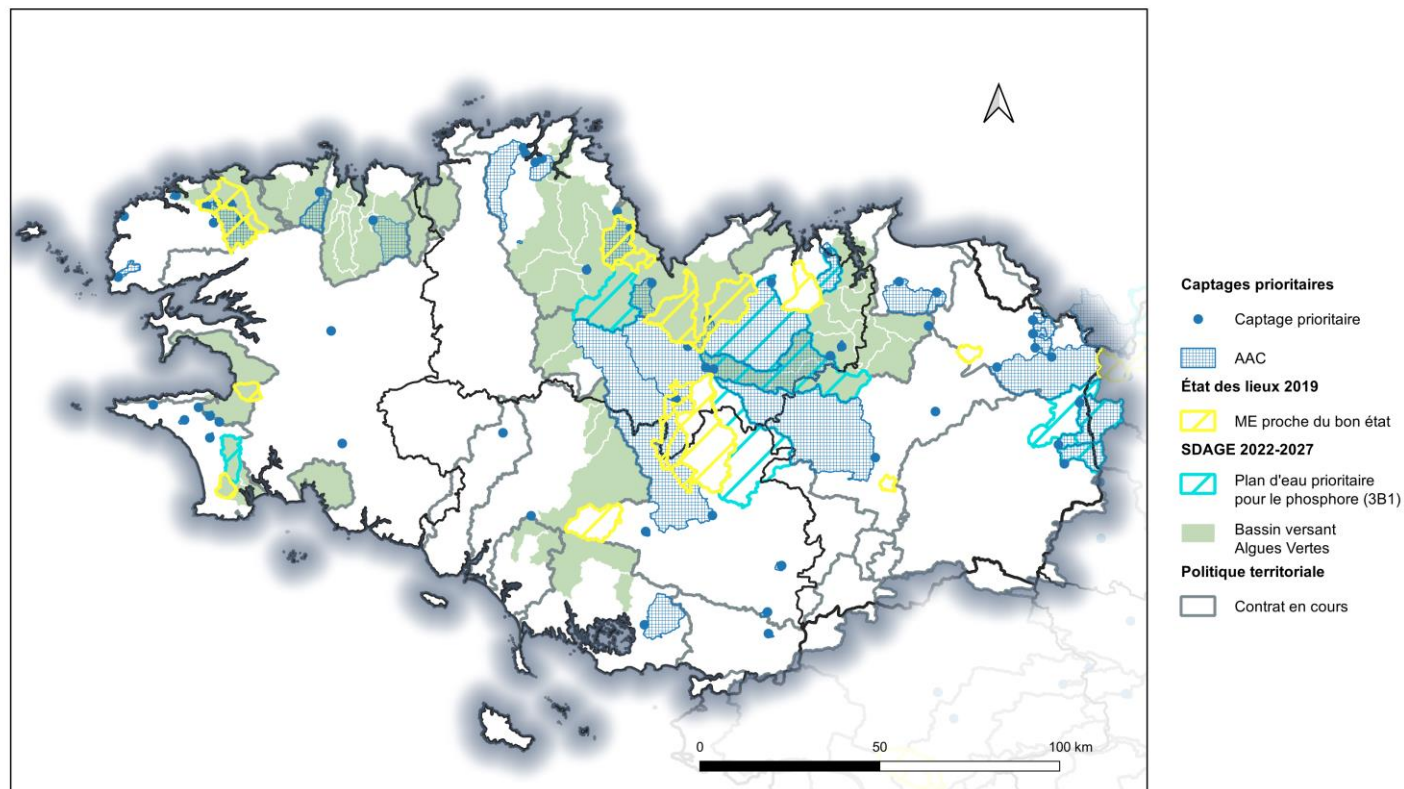 Captages prioritaires
Captage prioritaire
AAC
État des lieux 2019
ME proche du bon état
SDAGE 2022-2027
Plan d'eau prioritaire
pour le phosphore (3B1)
Bassin versant
Algues Vertes
Politique territoriale
Contrat en cours
0 50 100 km